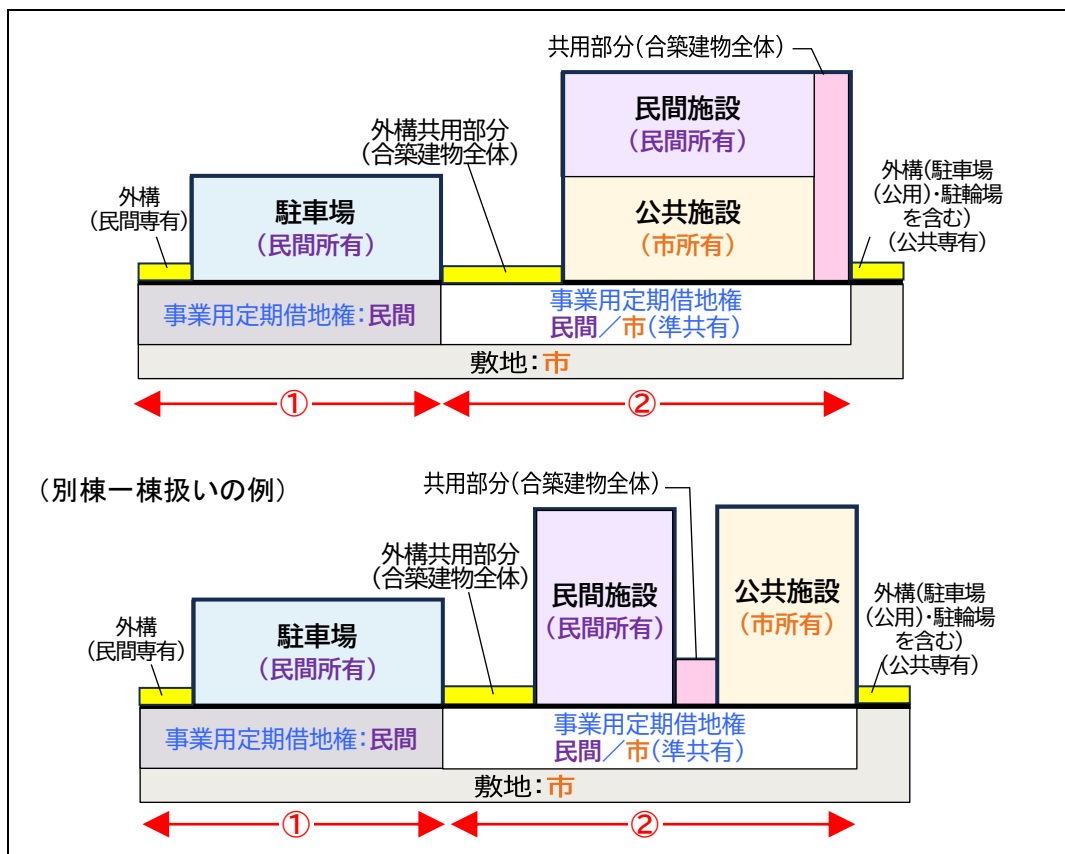 共用部分(合築建物全体)
民間施設
(民間所有)
外構共用部分
(合築建物全体)
外構
(民間専有)
駐車場
(民間所有)
公共施設
(市所有)
外構(駐車場
(公用)・駐輪場
を含む)
(公共専有)
事業用定期借地権:民間
事業用定期借地権
民間/市(準共有)
敷地:市
①
②
(別棟一棟扱いの例)
共用部分(合築建物全体)
外構共用部分
(合築建物全体)
民間施設
(民間所有)
公共施設
(市所有)
外構(駐車場
(公用)・駐輪場
を含む)
(公共専有)
外構
(民間専有)
駐車場
(民間所有)
事業用定期借地権:民間
事業用定期借地権
民間/市(準共有)
敷地:市
①
②